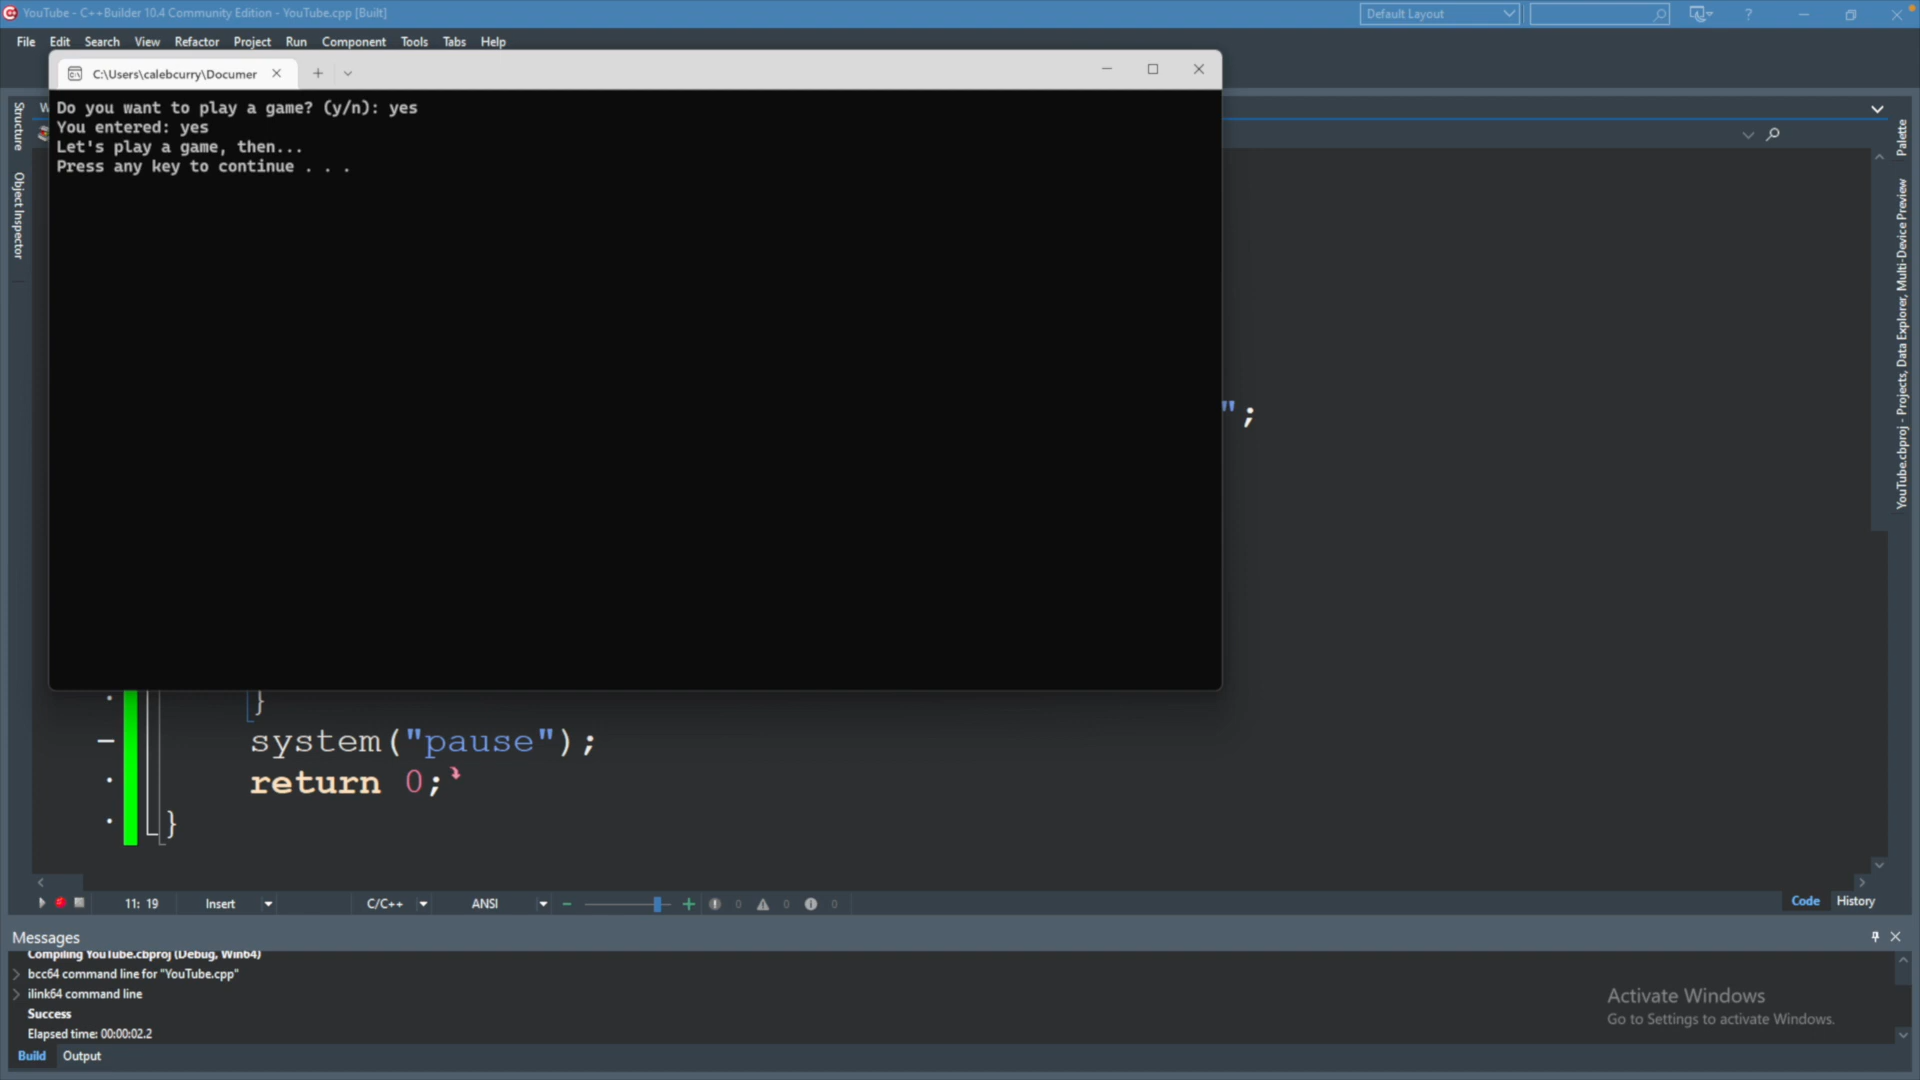 YouTube - C++Builder 10.4 Community Edition - YouTube.cpp [Built]
Default Layout
?
File Edit Search View Refactor Project Run Component Tools Tabs Help
C:\Users\calebcurry\Documer
Do you want to play a game? (y/n): yes
You entered: yes
Let's play a game, then...
Press any key to continue . . .
Structure
Object Inspector
W
Palette
YouTube.cbproj - Projects, Data Explorer, Multi-Device Preview
";
}
system("pause");
return 0;
}
11: 19 Insert C/C++ ANSI 0 0 0
Code History
Messages
Compiling YouTube.cbproj (Debug, Win64)
bcc64 command line for "YouTube.cpp"
ilink64 command line
Success
Elapsed time: 00:00:02.2
Build Output
Activate Windows
Go to Settings to activate Windows.